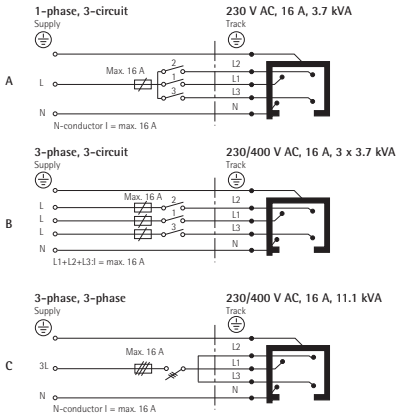 1-phase, 3-circuit 230 V AC, 16 A, 3.7 kVA
Supply Track
A
Max. 16 A
2
1
3
L
L2
L1
L3
N N
N-conductor I = max. 16 A
3-phase, 3-circuit 230/400 V AC, 16 A, 3 x 3.7 kVA
Supply Track
B
Max. 16 A
2
1
3
L
L
L
L2
L1
L3
N N
L1+L2+L3:I = max. 16 A
3-phase, 3-phase 230/400 V AC, 16 A, 11.1 kVA
Supply Track
C
Max. 16 A
3L
L2
L1
L3
N N
N-conductor I = max. 16 A